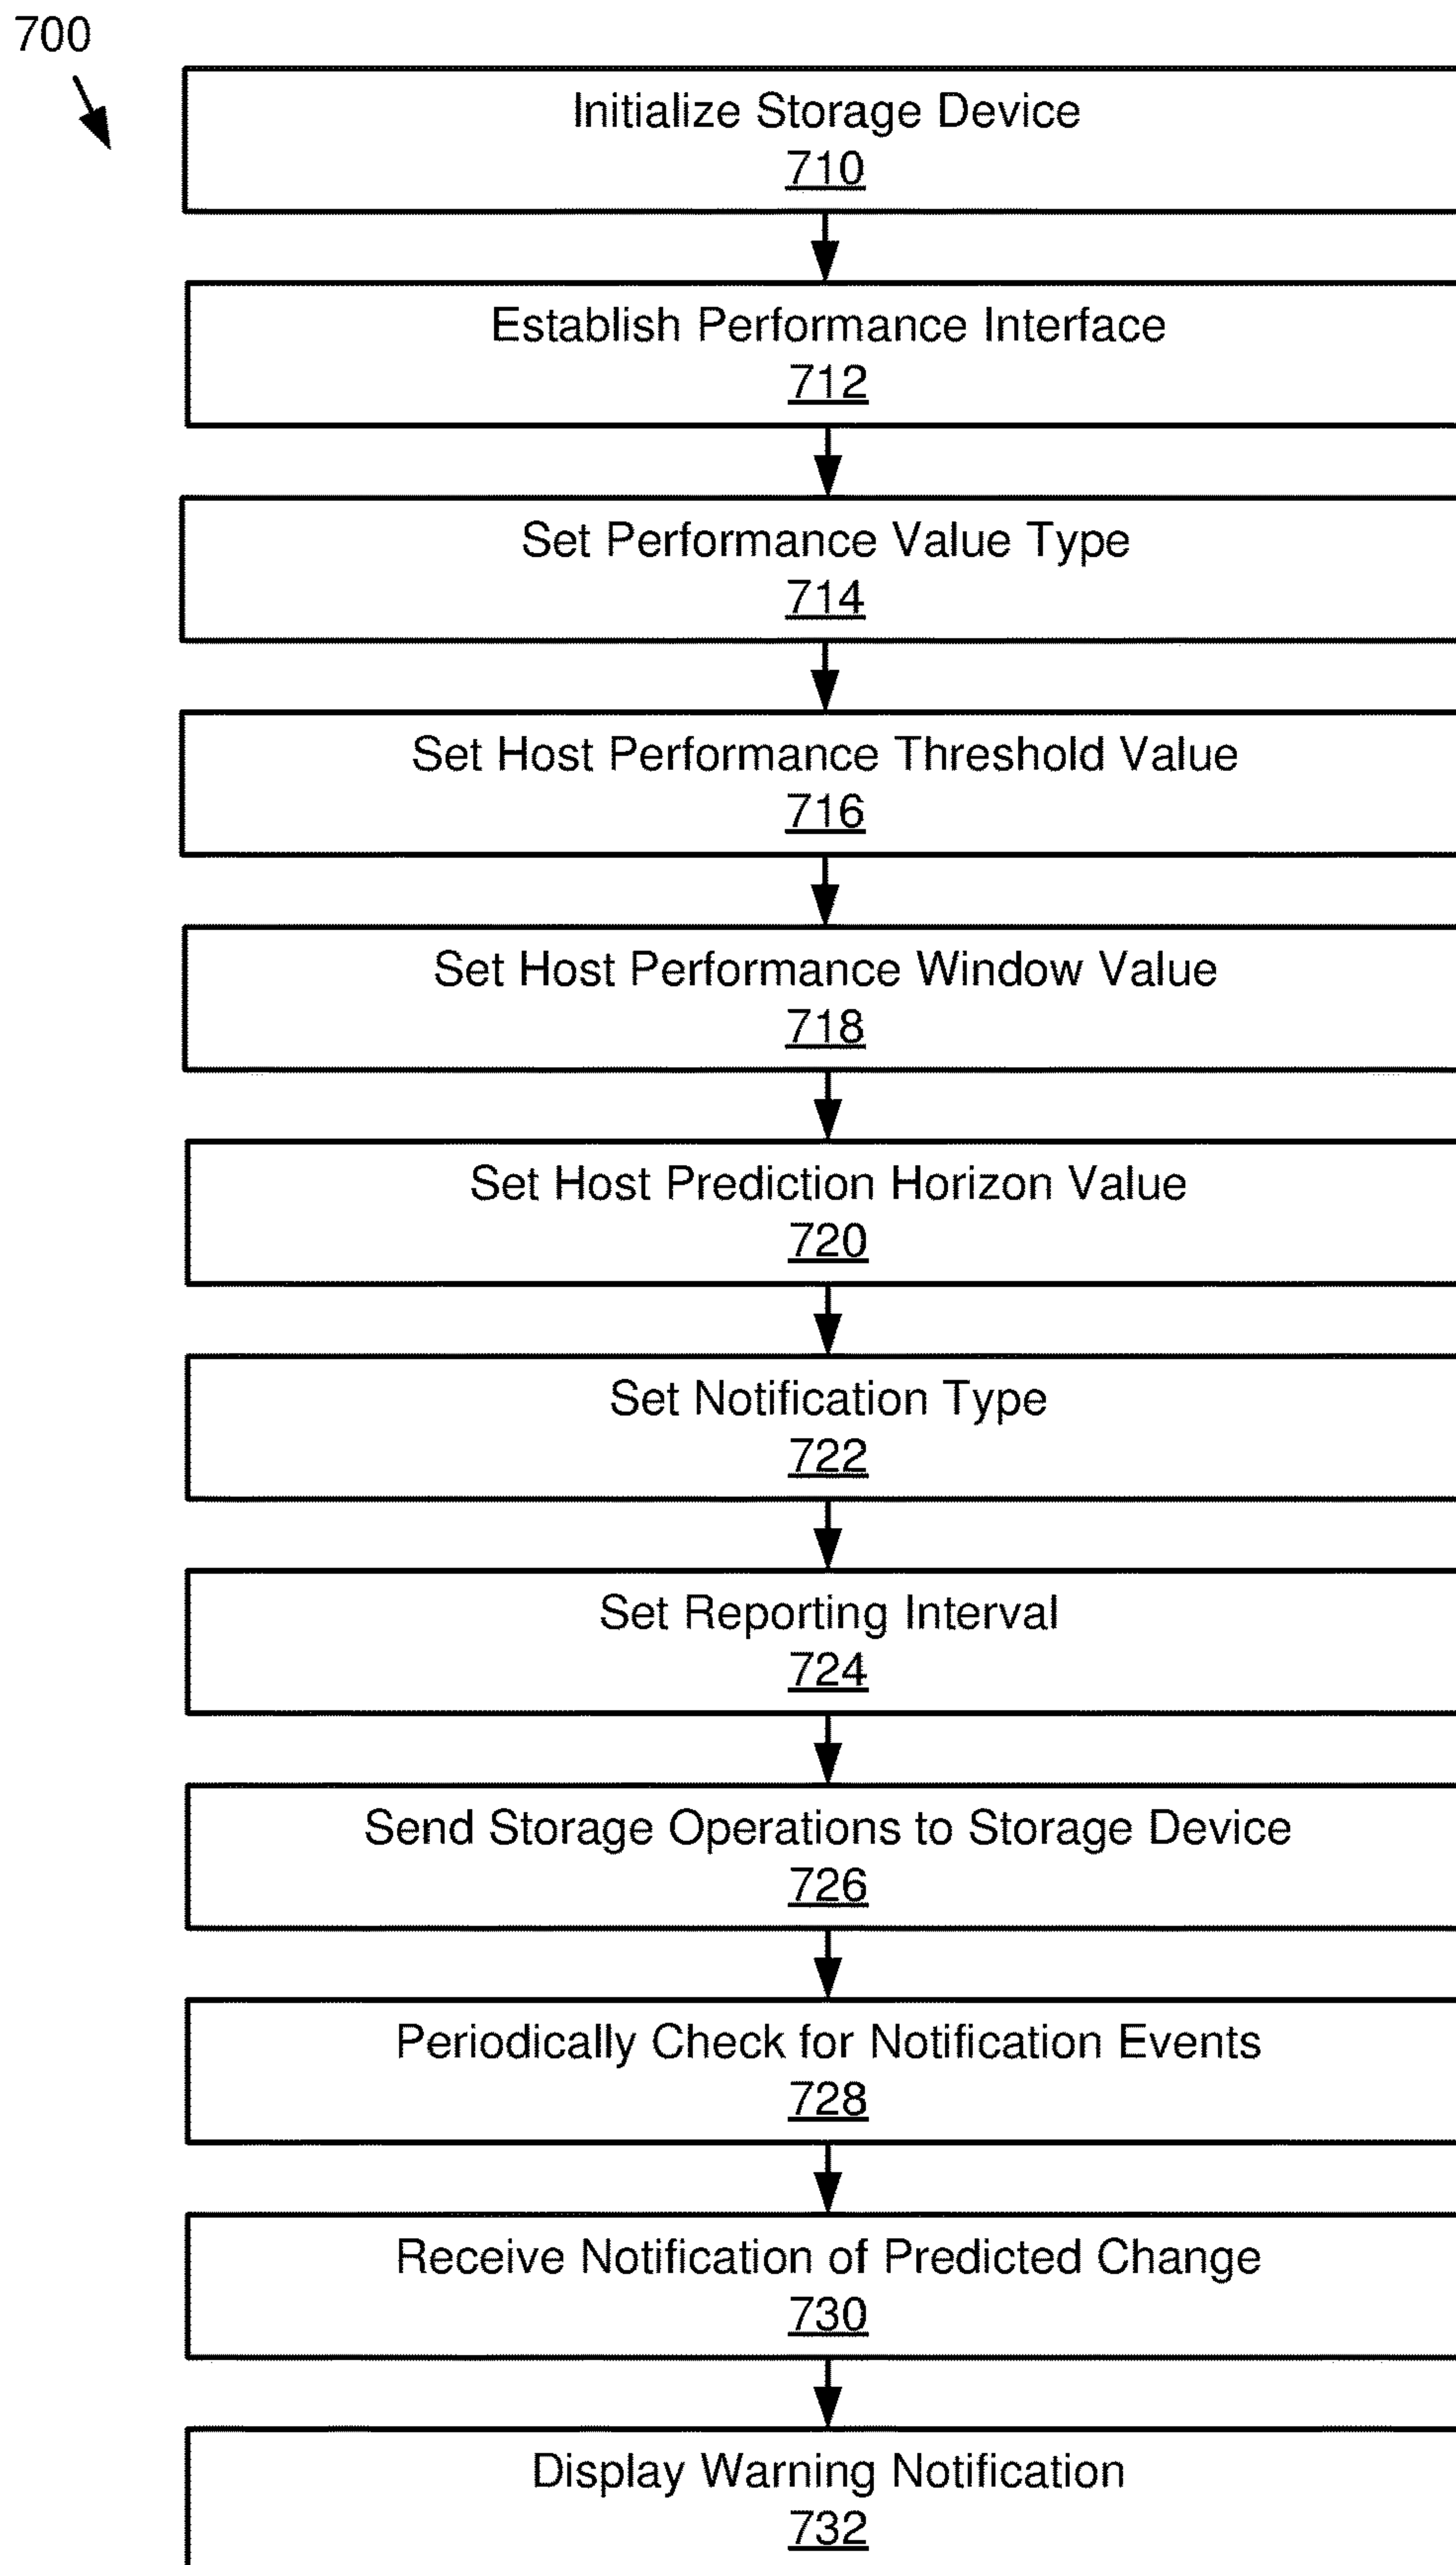 700
Initialize Storage Device
710
Establish Performance Interface
712
Set Performance Value Type
714
Set Host Performance Threshold Value
716
Set Host Performance Window Value
718
Set Host Prediction Horizon Value
720
Set Notification Type
722
Set Reporting Interval
724
Send Storage Operations to Storage Device
726
Periodically Check for Notification Events
728
Receive Notification of Predicted Change
730
Display Warning Notification
732